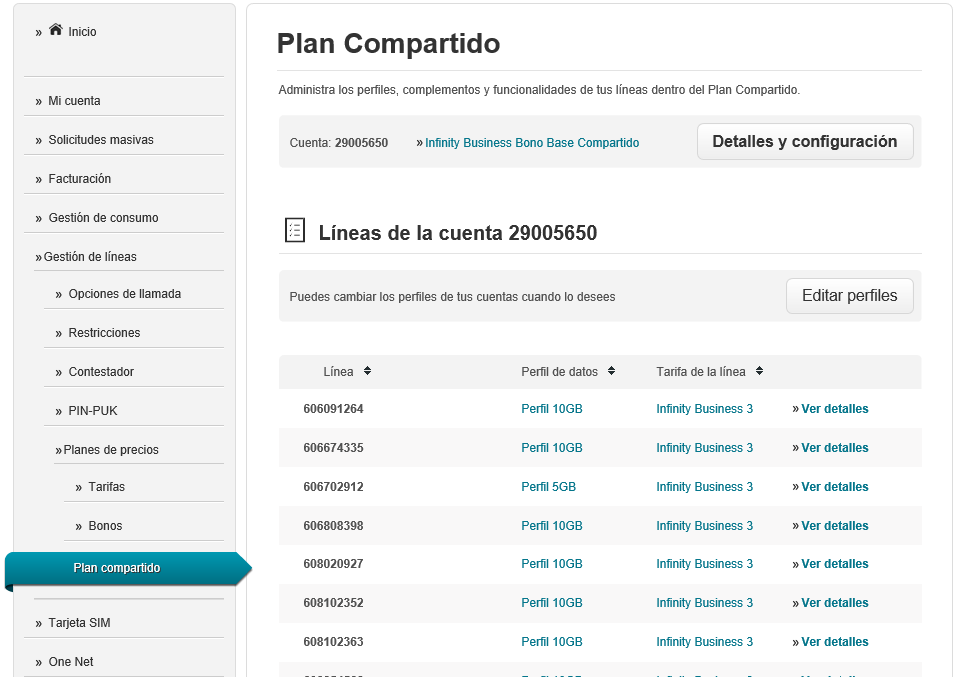 » Inicio
» Mi cuenta
» Solicitudes masivas
» Facturación
» Gestión de consumo
» Gestión de líneas
» Opciones de llamada
» Restricciones
» Contestador
» PIN-PUK
» Planes de precios
» Tarifas
» Bonos
Plan compartido
» Tarjeta SIM
» One Net
Plan Compartido
Administra los perfiles, complementos y funcionalidades de tus líneas dentro del Plan Compartido.
Cuenta: 29005650 » Infinity Business Bono Base Compartido Detalles y configuración
Líneas de la cuenta 29005650
Puedes cambiar los perfiles de tus cuentas cuando lo desees Editar perfiles
Línea Perfil de datos Tarifa de la línea
606091264 Perfil 10GB Infinity Business 3 » Ver detalles
606674335 Perfil 10GB Infinity Business 3 » Ver detalles
606702912 Perfil 5GB Infinity Business 3 » Ver detalles
606808398 Perfil 10GB Infinity Business 3 » Ver detalles
608020927 Perfil 10GB Infinity Business 3 » Ver detalles
608102352 Perfil 10GB Infinity Business 3 » Ver detalles
608102363 Perfil 10GB Infinity Business 3 » Ver detalles